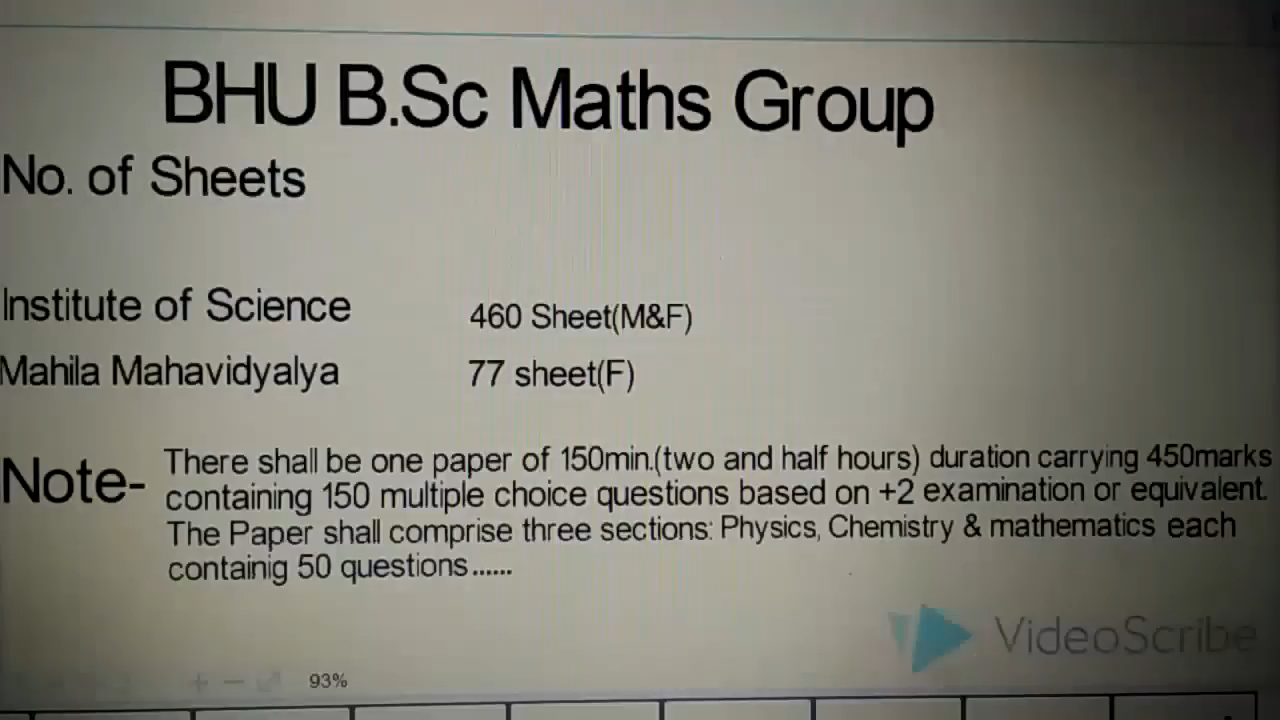 BHU B.Sc Maths Group
No. of Sheets
Institute of Science 460 Sheet(M&F)
Mahila Mahavidyalya 77 sheet(F)
Note- There shall be one paper of 150min.(two and half hours) duration carrying 450marks
containing 150 multiple choice questions based on +2 examination or equivalent.
The Paper shall comprise three sections: Physics, Chemistry & mathematics each
containig 50 questions......
VideoScribe
93%